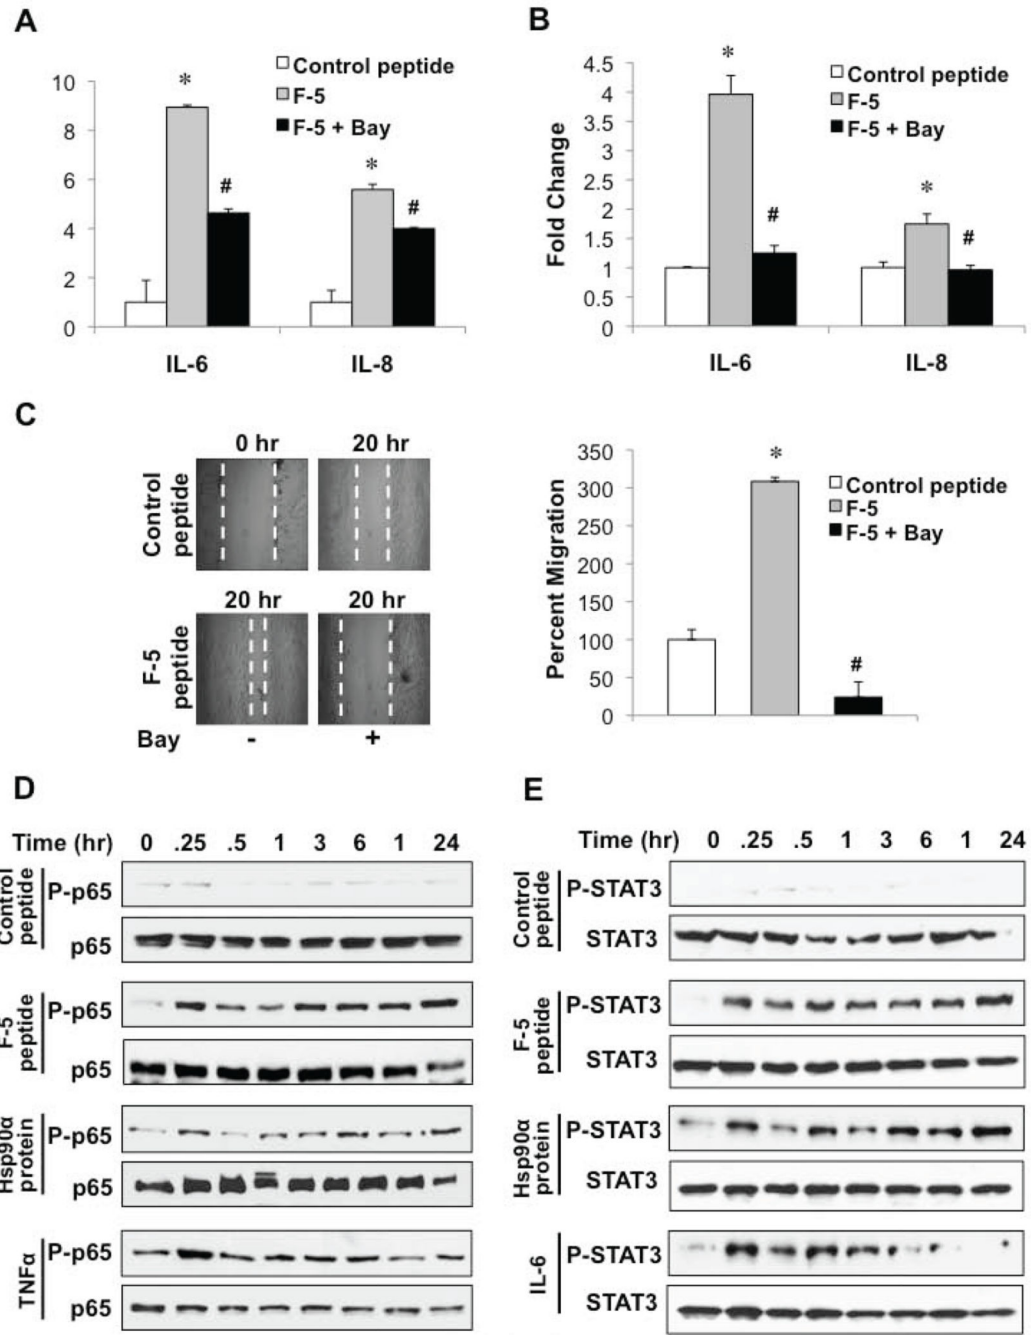 A
10
8
6
4
2
0
*
#
*
#
Control peptide
F-5
F-5 + Bay
IL-6 IL-8
B
Fold Change
4.5
4
3.5
3
2.5
2
1.5
1
0.5
0
*
#
*
#
Control peptide
F-5
F-5 + Bay
IL-6 IL-8
C
0 hr 20 hr
Control
peptide
20 hr 20 hr
F-5
peptide
Bay - +
Percent Migration
350
300
250
200
150
100
50
0
*
#
Control peptide
F-5
F-5 + Bay
D
Time (hr) 0 .25 .5 1 3 6 1 24
Control
peptide
P-p65
p65
F-5
peptide
P-p65
p65
Hsp90α
protein
P-p65
p65
TNFα
P-p65
p65
E
Time (hr) 0 .25 .5 1 3 6 1 24
Control
peptide
P-STAT3
STAT3
F-5
peptide
P-STAT3
STAT3
Hsp90α
protein
P-STAT3
STAT3
IL-6
P-STAT3
STAT3